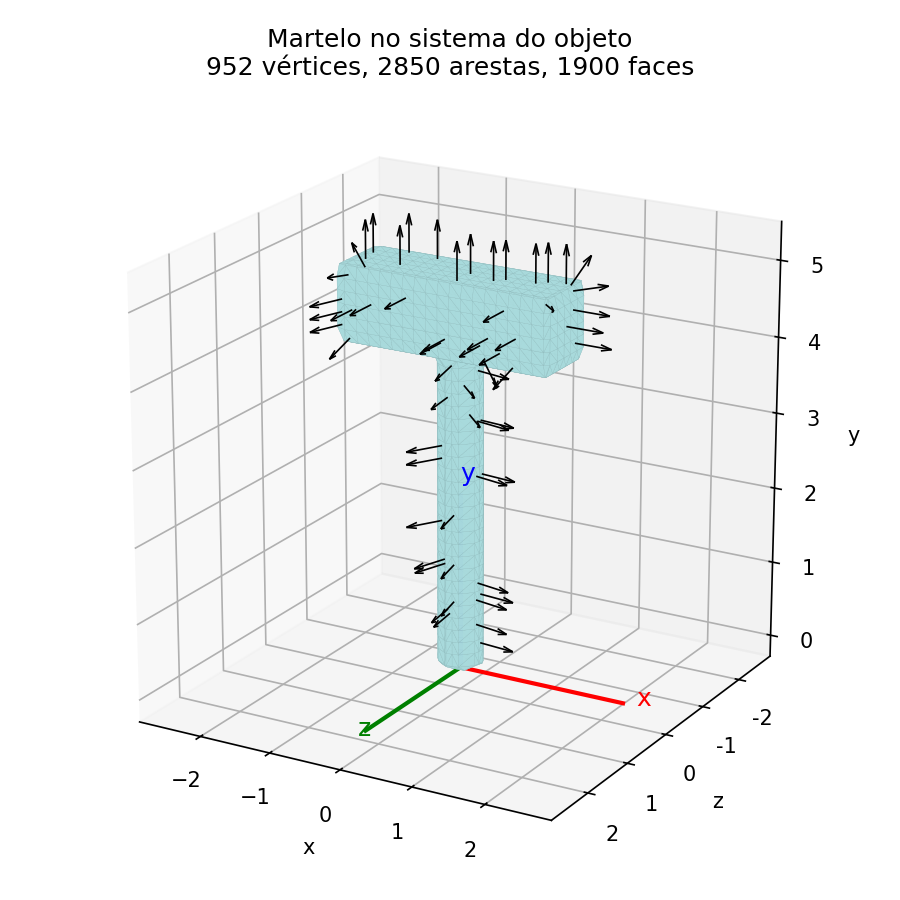 Martelo no sistema do objeto
952 vértices, 2850 arestas, 1900 faces
5
4
3
y
2
y
1
0
x
z
-2
-1
0
1
2
z
−2
−1
0
1
2
x